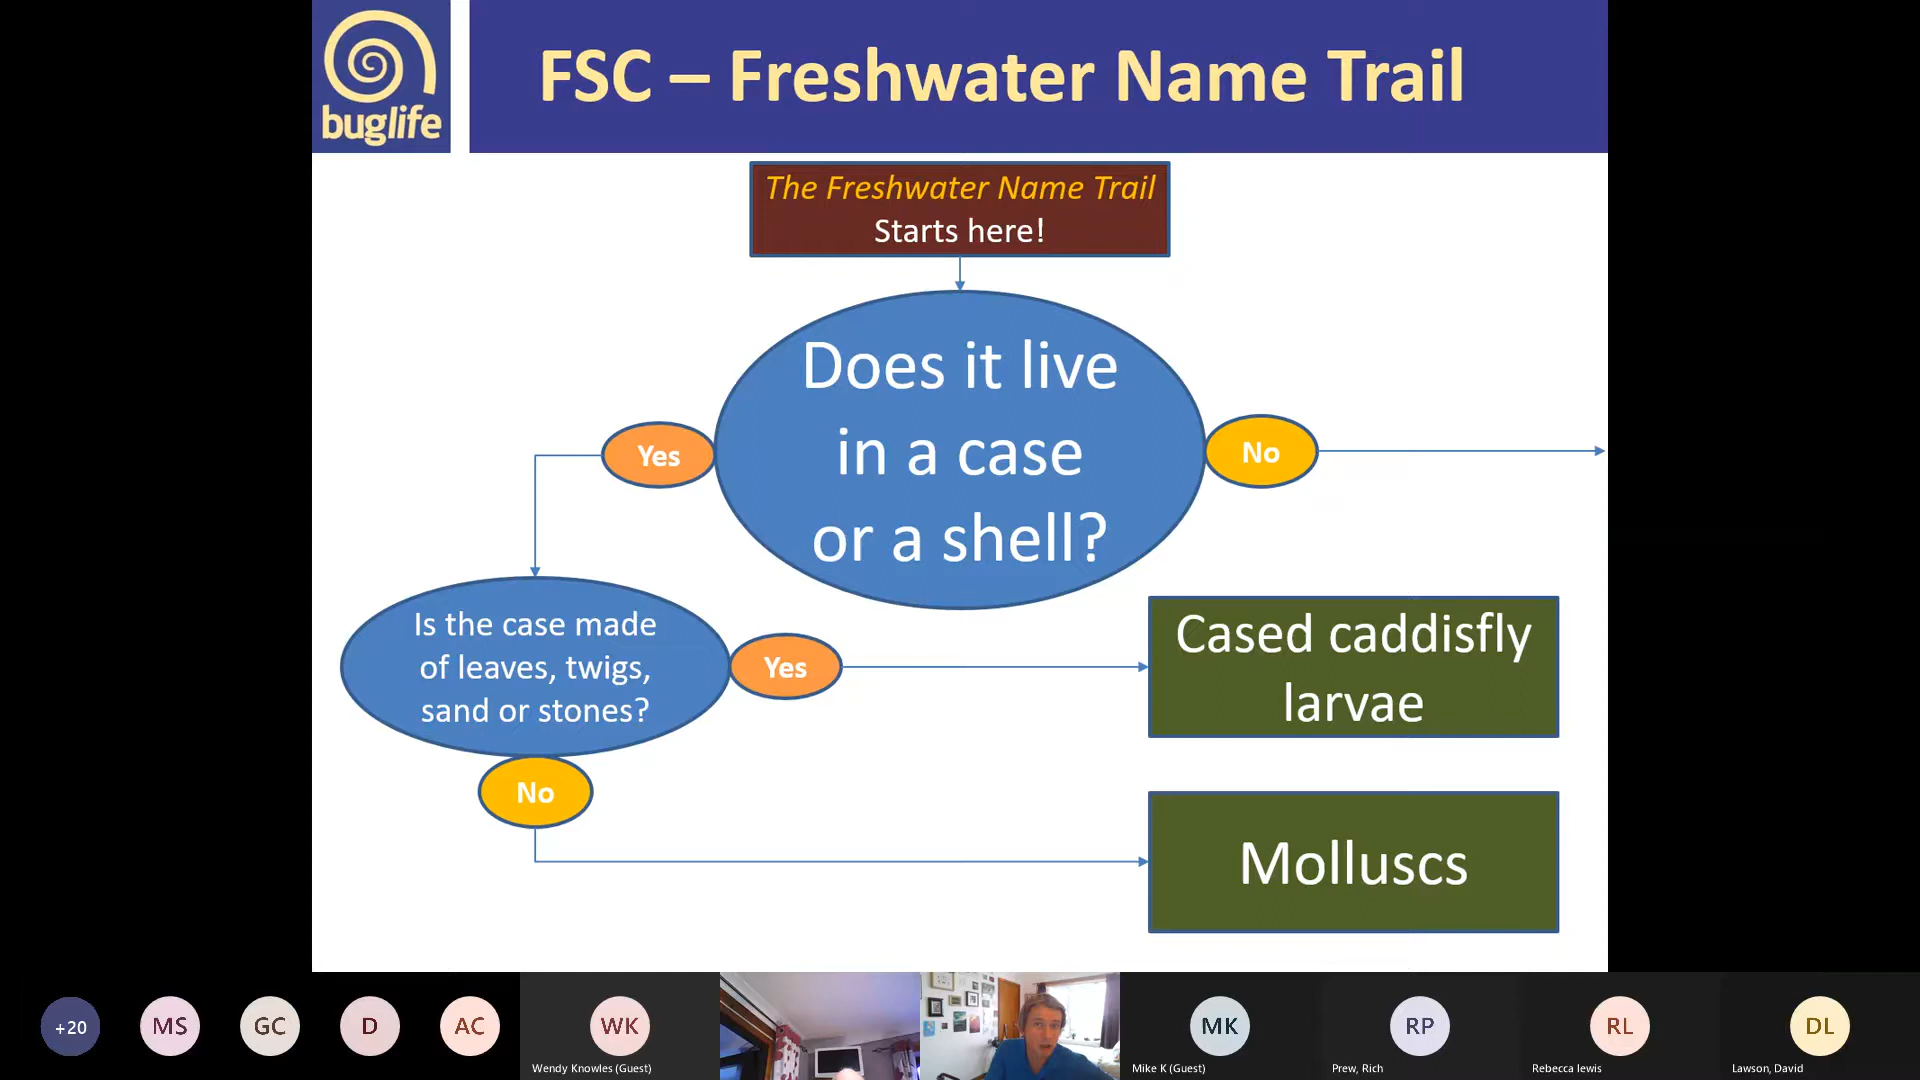 buglife
FSC – Freshwater Name Trail
The Freshwater Name Trail
Starts here!
Does it live
in a case
or a shell?
Yes
No
Is the case made
of leaves, twigs,
sand or stones?
Yes
Cased caddisfly
larvae
No
Molluscs
+20
MS
GC
D
AC
WK
Wendy Knowles (Guest)
MK
Mike K (Guest)
RP
Prew, Rich
RL
Rebecca lewis
DL
Lawson, David